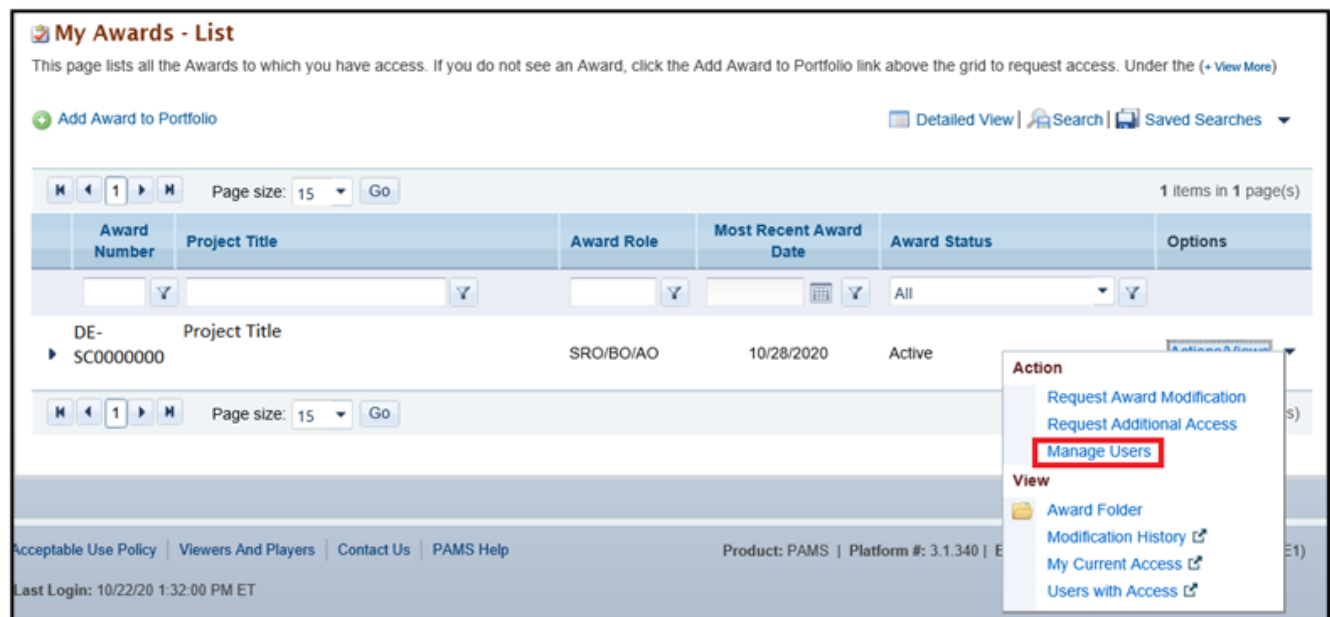 My Awards - List
This page lists all the Awards to which you have access. If you do not see an Award, click the Add Award to Portfolio link above the grid to request access. Under the (+ View More)
Add Award to Portfolio
Detailed View | Search | Saved Searches
1 Page size: 15 Go 1 items in 1 page(s)
Award Number Project Title Award Role Most Recent Award Date Award Status Options
All
DE-SC0000000 Project Title SRO/BO/AO 10/28/2020 Active
Action
Request Award Modification
1 Page size: 15 Go s)
Request Additional Access
Manage Users
View
Award Folder
Modification History
My Current Access
Users with Access
Acceptable Use Policy | Viewers And Players | Contact Us | PAMS Help
Product: PAMS | Platform #: 3.1.340 | E E1)
Last Login: 10/22/20 1:32:00 PM ET